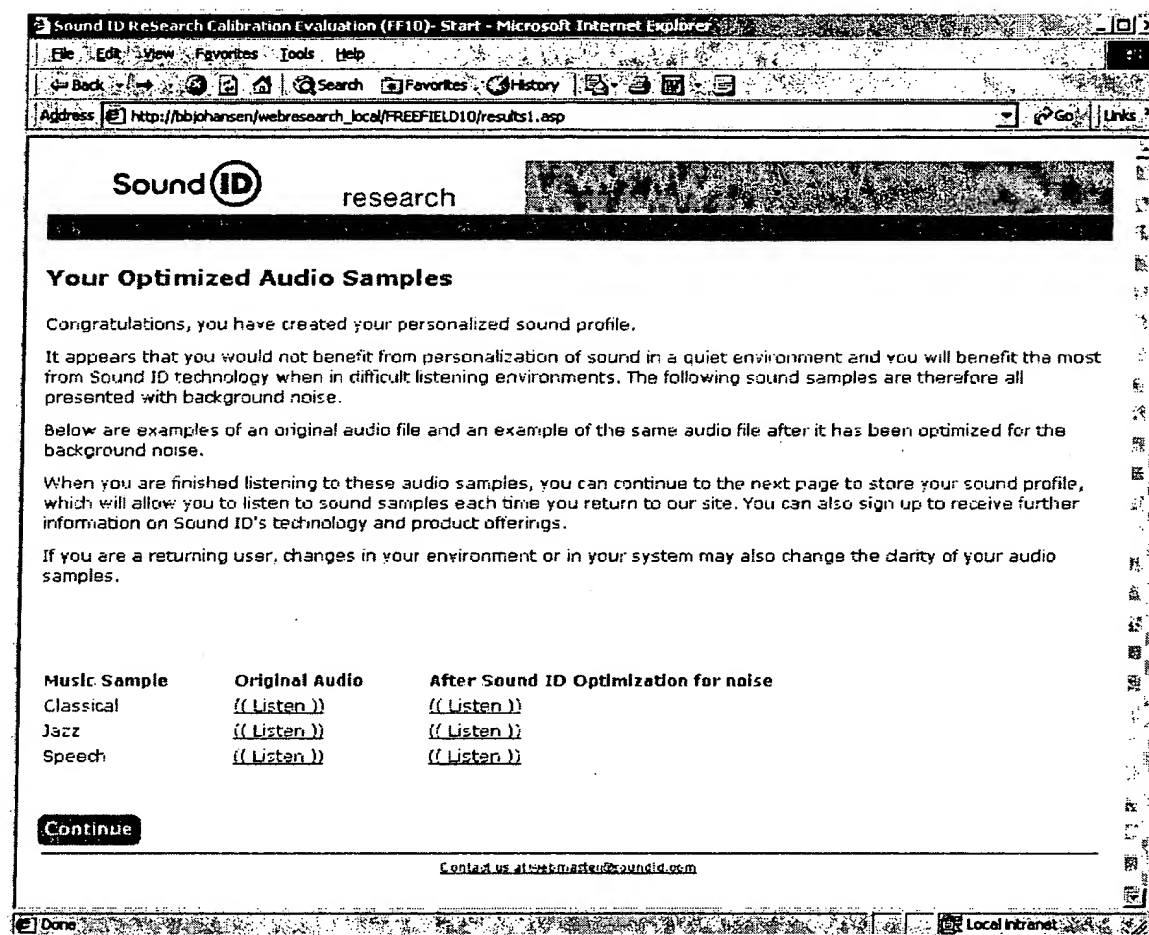 Sound ID ReSearch Calibration Evaluation (FF10)- Start - Microsoft Internet Explorer
File Edit View Favorites Tools Help
Back Search Favorites History
Address http://bbjohansen/webresearch_local/FREEFIELD10/results1.asp Go Links
Sound ID research
Your Optimized Audio Samples
Congratulations, you have created your personalized sound profile.
It appears that you would not benefit from personalization of sound in a quiet environment and you will benefit the most
from Sound ID technology when in difficult listening environments. The following sound samples are therefore all
presented with background noise.
Below are examples of an original audio file and an example of the same audio file after it has been optimized for the
background noise.
When you are finished listening to these audio samples, you can continue to the next page to store your sound profile,
which will allow you to listen to sound samples each time you return to our site. You can also sign up to receive further
information on Sound ID's technology and product offerings.
If you are a returning user, changes in your environment or in your system may also change the clarity of your audio
samples.
Music Sample Original Audio After Sound ID Optimization for noise
Classical (( Listen )) (( Listen ))
Jazz (( Listen )) (( Listen ))
Speech (( Listen )) (( Listen ))
Continue
Contact us at webmaster@soundid.com
Done Local intranet